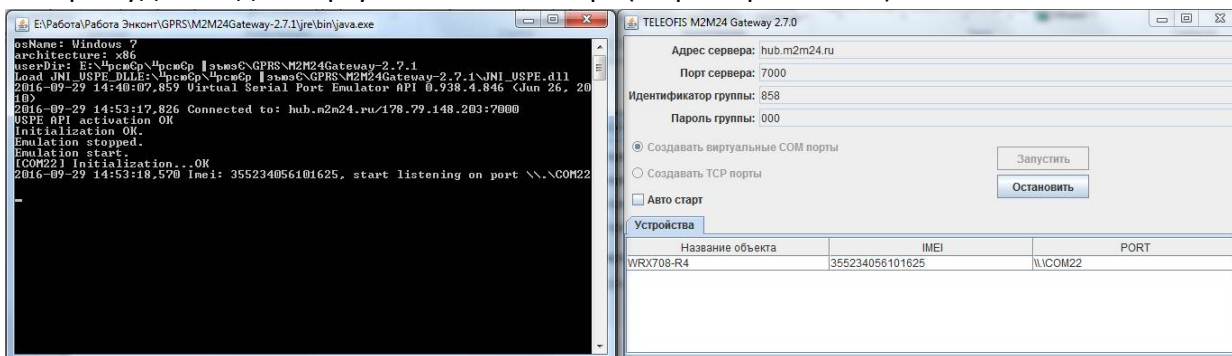 E:\Работа\Работа Энконт\GPRS\M2M24Gateway-2.7.1\jre\bin\java.exe
osName: Windows 7
architecture: x86
2016-09-29 14:40:07,859 Virtual Serial Port Emulator API 0.938.4.846 (Jun 26, 20
10)
2016-09-29 14:53:17,826 Connected to: hub.m2m24.ru/178.79.148.203:7000
VSPE API activation OK
Initialization OK.
Emulation stopped.
Emulation start.
[COM22] Initialization...OK
2016-09-29 14:53:18,570 Imei: 355234056101625, start listening on port \\.\COM22
TELEOFIS M2M24 Gateway 2.7.0
Адрес сервера: hub.m2m24.ru
Порт сервера: 7000
Идентификатор группы: 858
Пароль группы: 000
Создавать виртуальные COM порты
Создавать TCP порты
Авто старт
Запустить
Остановить
Устройства
Название объекта IMEI PORT
WRX708-R4 355234056101625 \\.\COM22